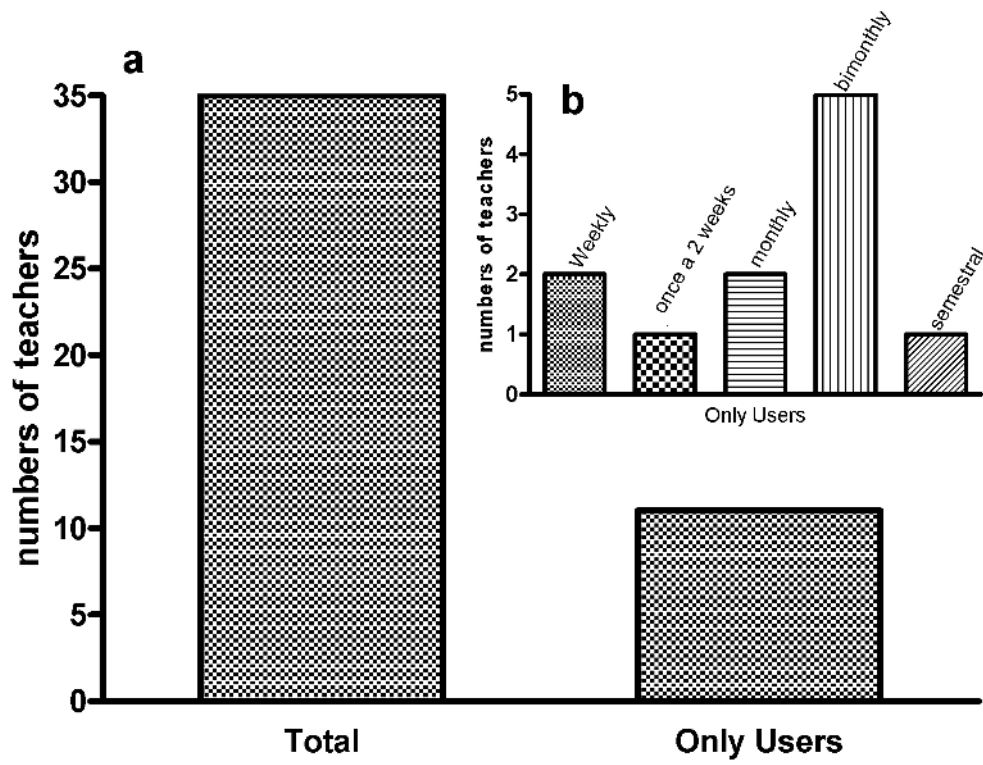 a
numbers of teachers
35
30
25
20
15
10
5
0
Total
Only Users
b
numbers of teachers
5
4
3
2
1
0
Weekly
once a 2 weeks
monthly
bimonthly
semestral
Only Users